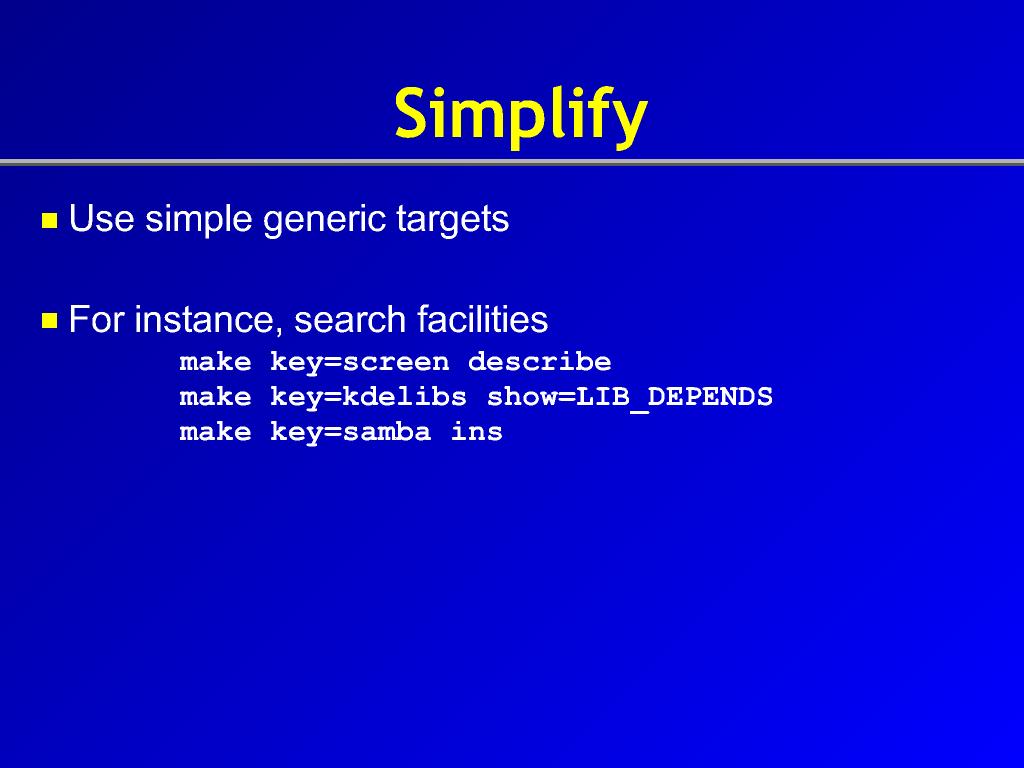 Simplify
Use simple generic targets
For instance, search facilities
make key=screen describe
make key=kdelibs show=LIB_DEPENDS
make key=samba ins